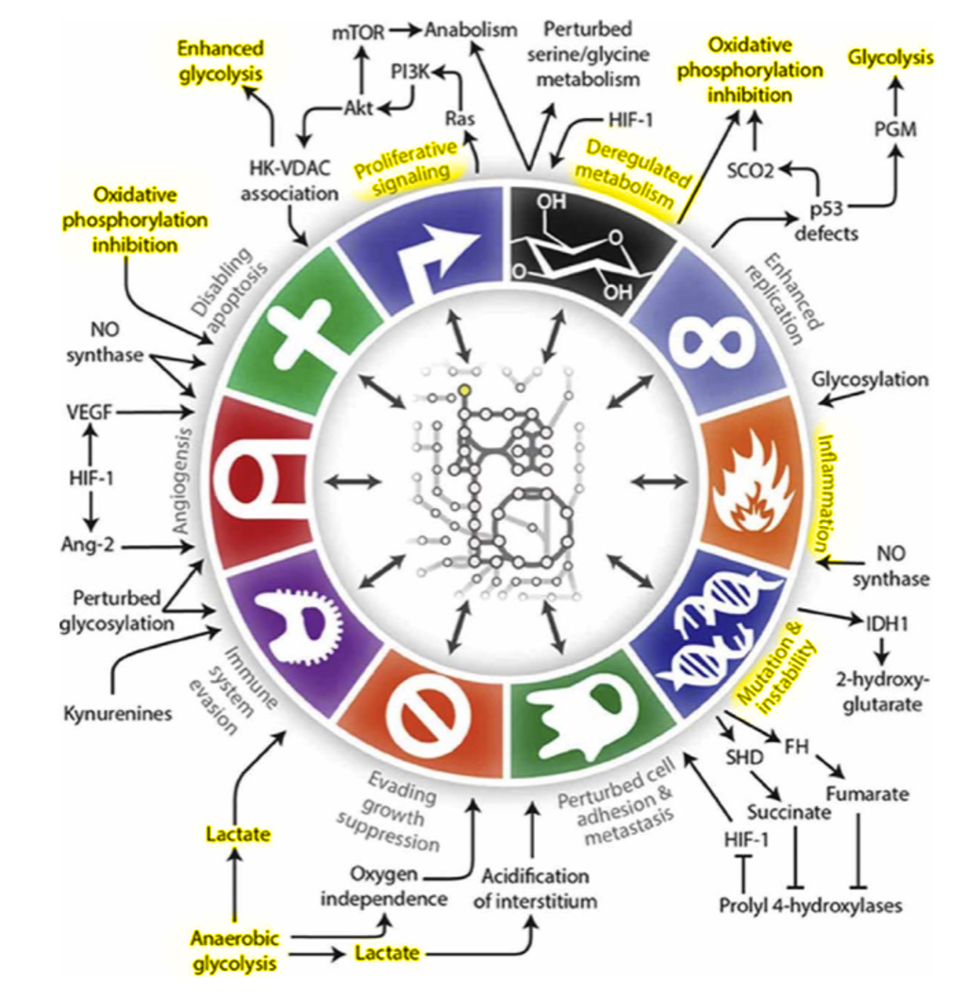 mTOR
Anabolism
Perturbed
serine/glycine
metabolism
Oxidative
phosphorylation
inhibition
Glycolysis
Enhanced
glycolysis
PI3K
Akt
Ras
HIF-1
PGM
HK-VDAC
association
Proliferative
signaling
Deregulated
metabolism
SCO2
p53
defects
Oxidative
phosphorylation
inhibition
OH
O
O
OH
Disabling
apoptosis
Enhanced
replication
NO
synthase
Glycosylation
VEGF
HIF-1
Ang-2
Angiogensis
Inflammation
NO
synthase
Perturbed
glycosylation
IDH1
2-hydroxy-
glutarate
Kynurenines
Immune
system
evasion
Mutation &
instability
SHD
FH
Fumarate
Succinate
HIF-1
Prolyl 4-hydroxylases
Evading
growth
suppression
Perturbed cell
adhesion &
metastasis
Lactate
Oxygen
independence
Acidification
of interstitium
Anaerobic
glycolysis
Lactate